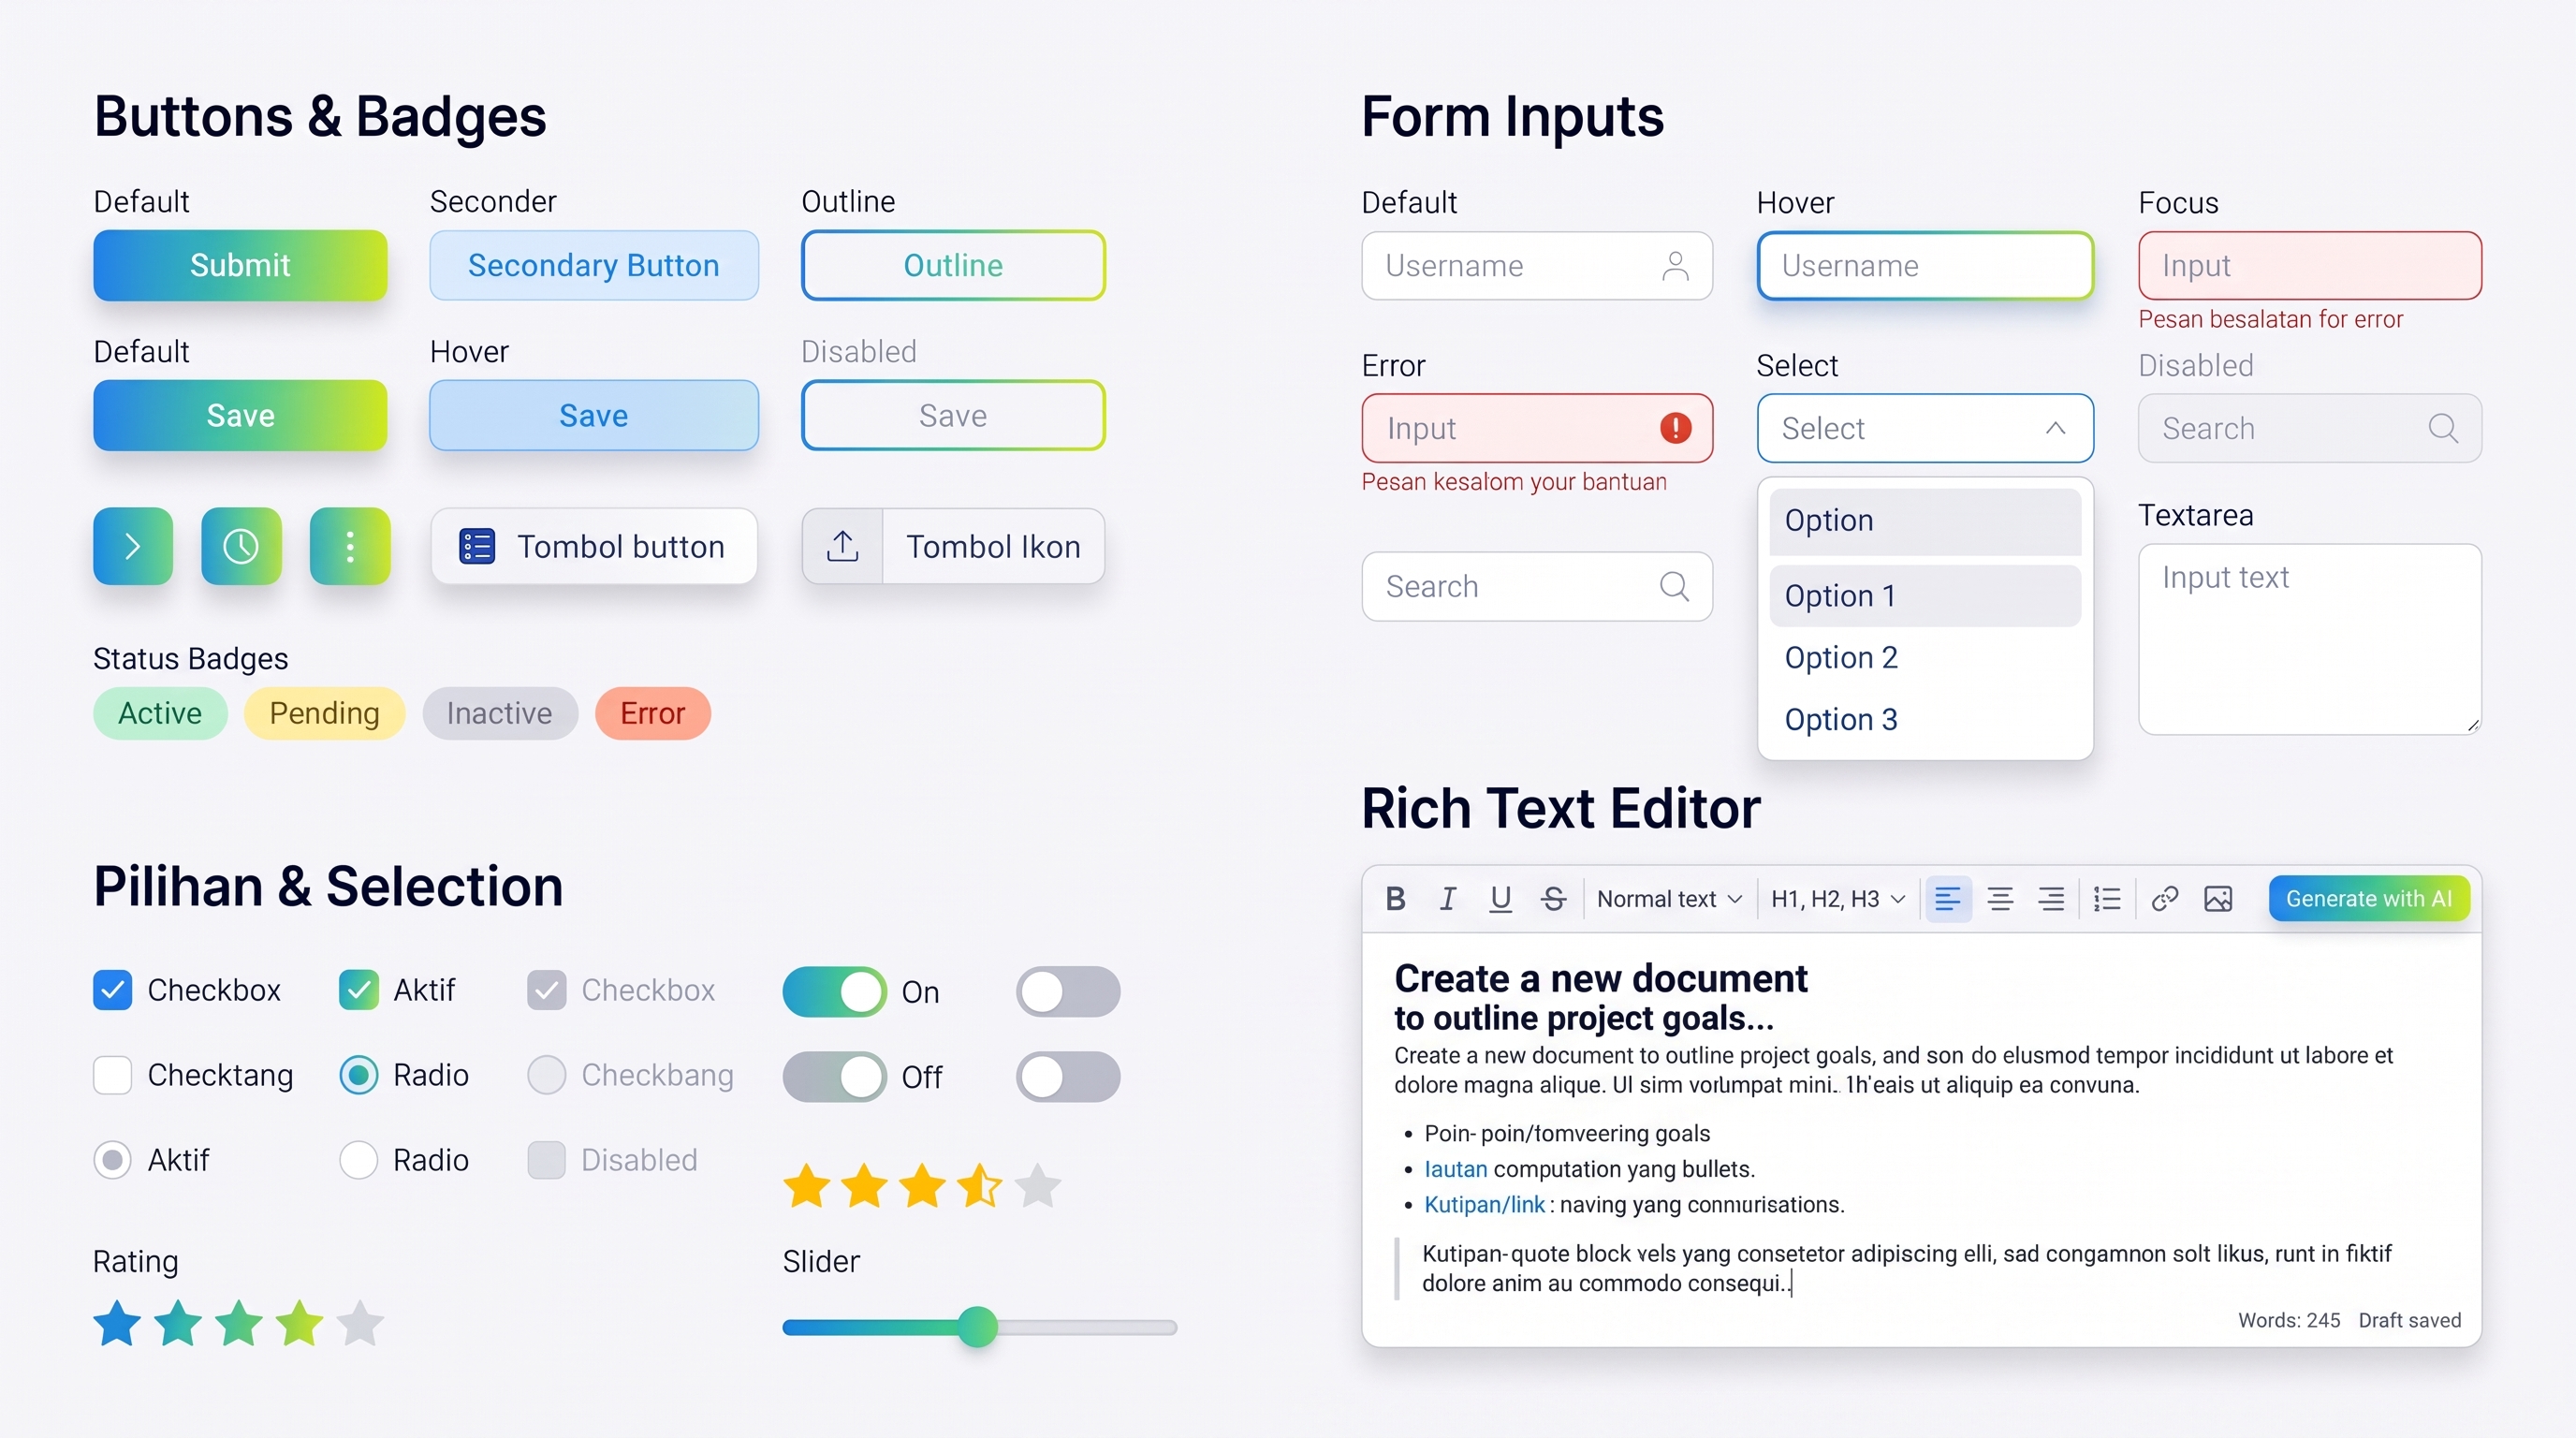 Buttons & Badges
Default
Seconder
Outline
Submit
Secondary Button
Outline
Default
Hover
Disabled
Save
Save
Save
Tombol button
Tombol Ikon
Status Badges
Active
Pending
Inactive
Error
Form Inputs
Default
Hover
Focus
Username
Username
Input
Pesan besalatan for error
Error
Select
Disabled
Input
Select
Search
Pesan kesalom your bantuan
Option
Textarea
Search
Option 1
Input text
Option 2
Option 3
Pilihan & Selection
Checkbox
Aktif
Checkbox
On
Checktang
Radio
Checkbang
Off
Aktif
Radio
Disabled
Rating
Slider
Rich Text Editor
B I U S Normal text H1, H2, H3 Generate with AI
Create a new document
to outline project goals...
Create a new document to outline project goals, and son do elusmod tempor incididunt ut labore et
dolore magna alique. Ul sim vorlumpat mini.. 1h'eais ut aliquip ea convuna.
• Poin- poin/tomveering goals
• lautan computation yang bullets.
• Kutipan/link : naving yang connurisations.
Kutipan-quote block vels yang consetetor adipiscing elli, sad congamnon solt likus, runt in fiktif
dolore anim au commodo consequi..
Words: 245 Draft saved